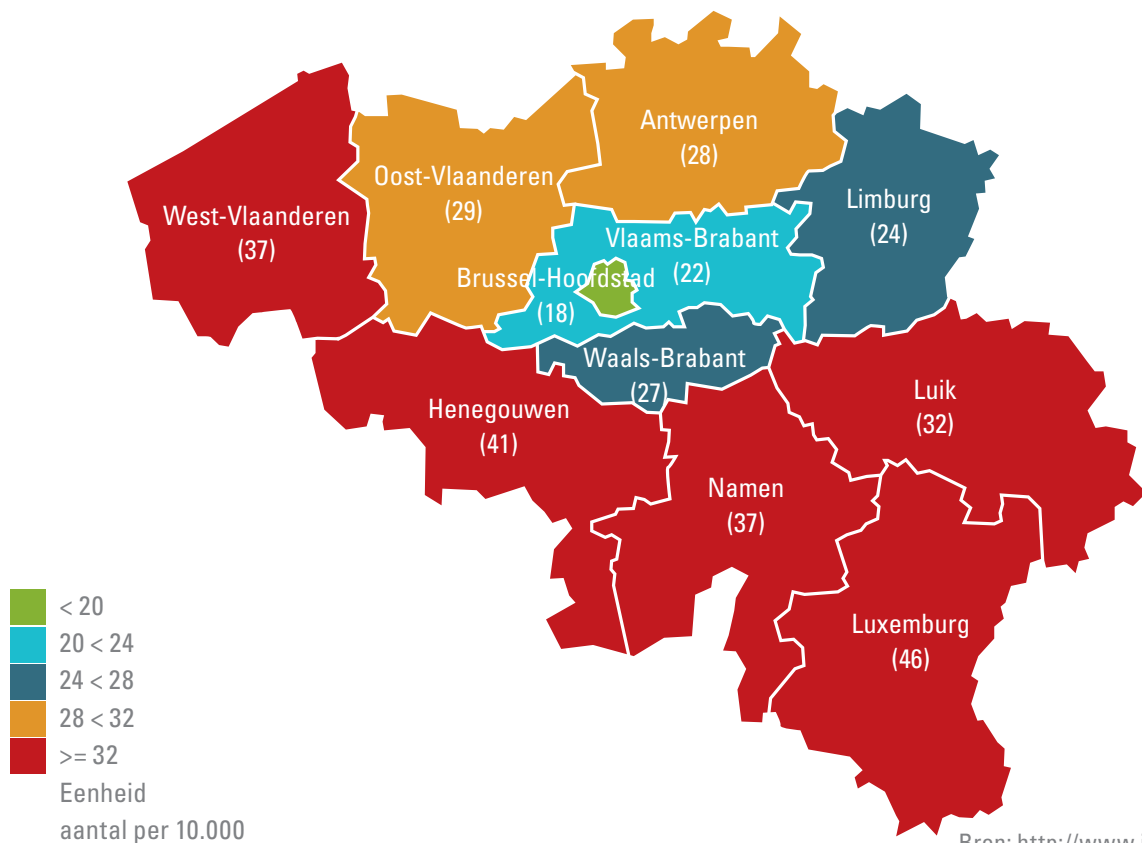 Antwerpen
(28)
Oost-Vlaanderen
(29)
West-Vlaanderen
(37)
Limburg
(24)
Vlaams-Brabant
(22)
Brussel-Hoofdstad
(18)
Waals-Brabant
(27)
Luik
(32)
Henegouwen
(41)
Namen
(37)
Luxemburg
(46)
< 20
20 < 24
24 < 28
28 < 32
>= 32
Eenheid
aantal per 10.000
Bron: http://www.